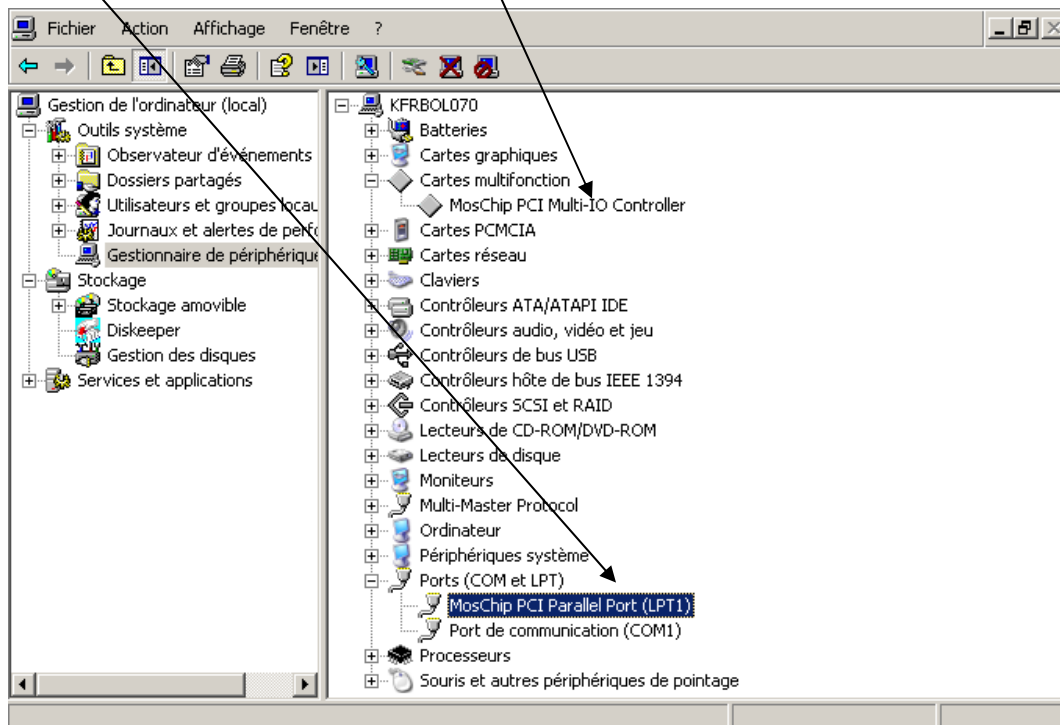 Fichier Action Affichage Fenêtre ?
Gestion de l'ordinateur (local)
Outils système
Observateur d'événements
Dossiers partagés
Utilisateurs et groupes locau
Journaux et alertes de perfo
Gestionnaire de périphérique
Stockage
Stockage amovible
Diskeeper
Gestion des disques
Services et applications
KFRBOL070
Batteries
Cartes graphiques
Cartes multifonction
MosChip PCI Multi-IO Controller
Cartes PCMCIA
Cartes réseau
Claviers
Contrôleurs ATA/ATAPI IDE
Contrôleurs audio, vidéo et jeu
Contrôleurs de bus USB
Contrôleurs hôte de bus IEEE 1394
Contrôleurs SCSI et RAID
Lecteurs de CD-ROM/DVD-ROM
Lecteurs de disque
Moniteurs
Multi-Master Protocol
Ordinateur
Périphériques système
Ports (COM et LPT)
MosChip PCI Parallel Port (LPT1)
Port de communication (COM1)
Processeurs
Souris et autres périphériques de pointage